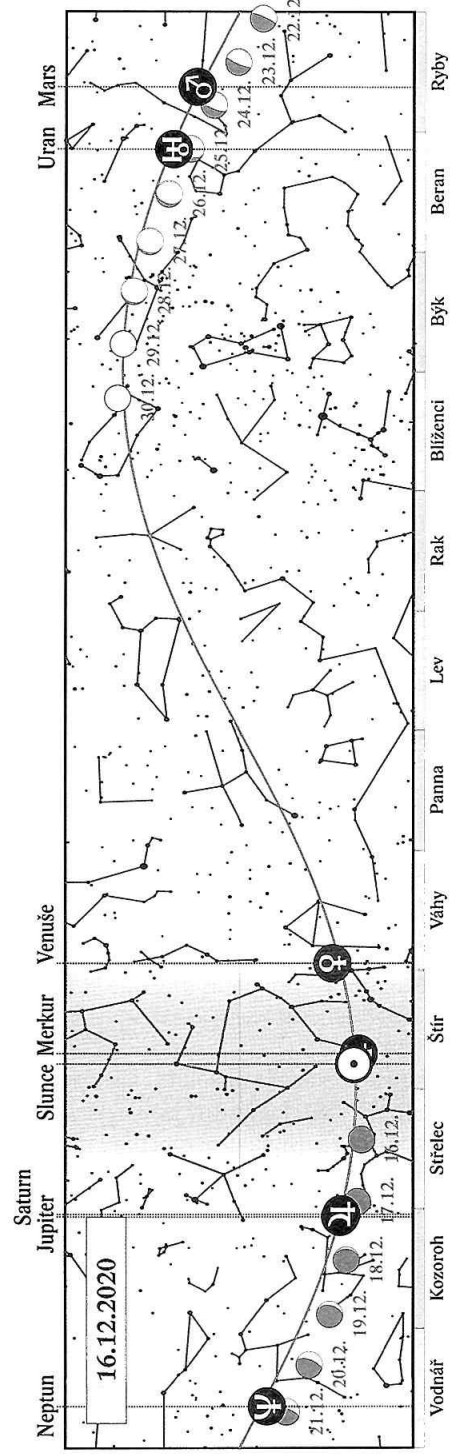 Saturn
Neptun
Jupiter
Slunce
Merkur
Venuše
Uran
Mars
16.12.2020
21.12.
20.12.
19.12.
18.12.
17.12.
16.12.
30.12.
29.12.
28.12.
27.12.
26.12.
25.12.
24.12.
23.12.
22.12.
Vodnář
Kozoroh
Střelec
Štír
Váhy
Panna
Lev
Rak
Blíženci
Býk
Beran
Ryby